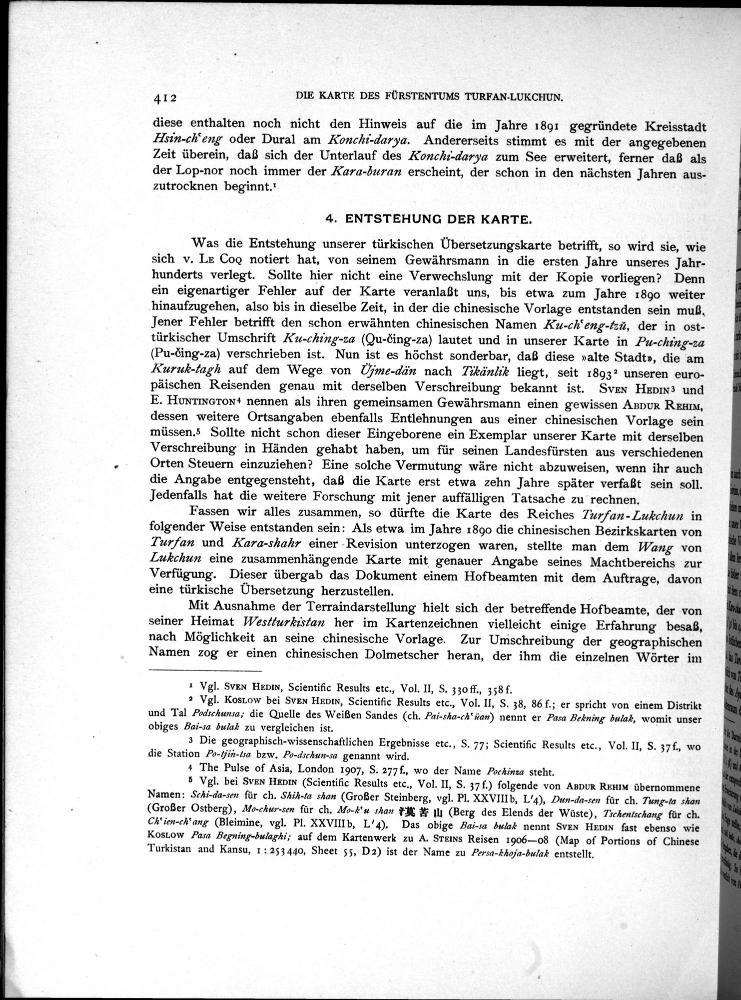 412 DIE KARTE DES FÜRSTENTUMS TURFAN-LUKCHUN.
diese enthalten noch nicht den Hinweis auf die im Jahre 1891 gegründete Kreisstadt
Hsin-chʿeng oder Dural am Konchi-darya. Andererseits stimmt es mit der angegebenen
Zeit überein, daß sich der Unterlauf des Konchi-darya zum See erweitert, ferner daß als
der Lop-nor noch immer der Kara-buran erscheint, der schon in den nächsten Jahren aus-
zutrocknen beginnt.¹
4. ENTSTEHUNG DER KARTE.
Was die Entstehung unserer türkischen Übersetzungskarte betrifft, so wird sie, wie
sich v. LE COQ notiert hat, von seinem Gewährsmann in die ersten Jahre unseres Jahr-
hunderts verlegt. Sollte hier nicht eine Verwechslung mit der Kopie vorliegen? Denn
ein eigenartiger Fehler auf der Karte veranlaßt uns, bis etwa zum Jahre 1890 weiter
hinaufzugehen, also bis in dieselbe Zeit, in der die chinesische Vorlage entstanden sein muß.
Jener Fehler betrifft den schon erwähnten chinesischen Namen Ku-chʿeng-tzŭ, der in ost-
türkischer Umschrift Ku-ching-za (Qu-čing-za) lautet und in unserer Karte in Pu-ching-za
(Pu-čing-za) verschrieben ist. Nun ist es höchst sonderbar, daß diese »alte Stadt«, die am
Kuruk-tagh auf dem Wege von Üjme-dän nach Tikänlik liegt, seit 1893² unseren euro-
päischen Reisenden genau mit derselben Verschreibung bekannt ist. SVEN HEDIN³ und
E. HUNTINGTON⁴ nennen als ihren gemeinsamen Gewährsmann einen gewissen ABDUR REHIM,
dessen weitere Ortsangaben ebenfalls Entlehnungen aus einer chinesischen Vorlage sein
müssen.⁵ Sollte nicht schon dieser Eingeborene ein Exemplar unserer Karte mit derselben
Verschreibung in Händen gehabt haben, um für seinen Landesfürsten aus verschiedenen
Orten Steuern einzuziehen? Eine solche Vermutung wäre nicht abzuweisen, wenn ihr auch
die Angabe entgegensteht, daß die Karte erst etwa zehn Jahre später verfaßt sein soll.
Jedenfalls hat die weitere Forschung mit jener auffälligen Tatsache zu rechnen.
Fassen wir alles zusammen, so dürfte die Karte des Reiches Turfan-Lukchun in
folgender Weise entstanden sein: Als etwa im Jahre 1890 die chinesischen Bezirkskarten von
Turfan und Kara-shahr einer Revision unterzogen waren, stellte man dem Wang von
Lukchun eine zusammenhängende Karte mit genauer Angabe seines Machtbereichs zur
Verfügung. Dieser übergab das Dokument einem Hofbeamten mit dem Auftrage, davon
eine türkische Übersetzung herzustellen.
Mit Ausnahme der Terraindarstellung hielt sich der betreffende Hofbeamte, der von
seiner Heimat Westturkistan her im Kartenzeichnen vielleicht einige Erfahrung besaß,
nach Möglichkeit an seine chinesische Vorlage. Zur Umschreibung der geographischen
Namen zog er einen chinesischen Dolmetscher heran, der ihm die einzelnen Wörter im
¹ Vgl. SVEN HEDIN, Scientific Results etc., Vol. II, S. 330 ff., 358 f.
² Vgl. KOSLOW bei SVEN HEDIN, Scientific Results etc., Vol. II, S. 38, 86 f.; er spricht von einem Distrikt
und Tal Podschunsa; die Quelle des Weißen Sandes (ch. Pai-sha-chʿüan) nennt er Pasa Bekning bulak, womit unser
obiges Bai-sa bulak zu vergleichen ist.
³ Die geographisch-wissenschaftlichen Ergebnisse etc., S. 77; Scientific Results etc., Vol. II, S. 37 f., wo
die Station Po-tjin-tsa bzw. Po-dschun-sa genannt wird.
⁴ The Pulse of Asia, London 1907, S. 277 f., wo der Name Pochinza steht.
⁵ Vgl. bei SVEN HEDIN (Scientific Results etc., Vol. II, S. 37 f.) folgende von ABDUR REHIM übernommene
Namen: Schi-da-sen für ch. Shih-ta shan (Großer Steinberg, vgl. Pl. XXVIII b, L′4), Dun-da-sen für ch. Tung-ta shan
(Großer Ostberg), Mo-chur-sen für ch. Mo-kʿu shan 莫苦山 (Berg des Elends der Wüste), Tschentschang für ch.
Chʿien-chʿang (Bleimine, vgl. Pl. XXVIII b, L′4). Das obige Bai-sa bulak nennt SVEN HEDIN fast ebenso wie
KOSLOW Pasa Begning-bulaghi; auf dem Kartenwerk zu A. STEINS Reisen 1906—08 (Map of Portions of Chinese
Turkistan and Kansu, 1 : 253 440, Sheet 55, D 2) ist der Name zu Persa-khoja-bulak entstellt.